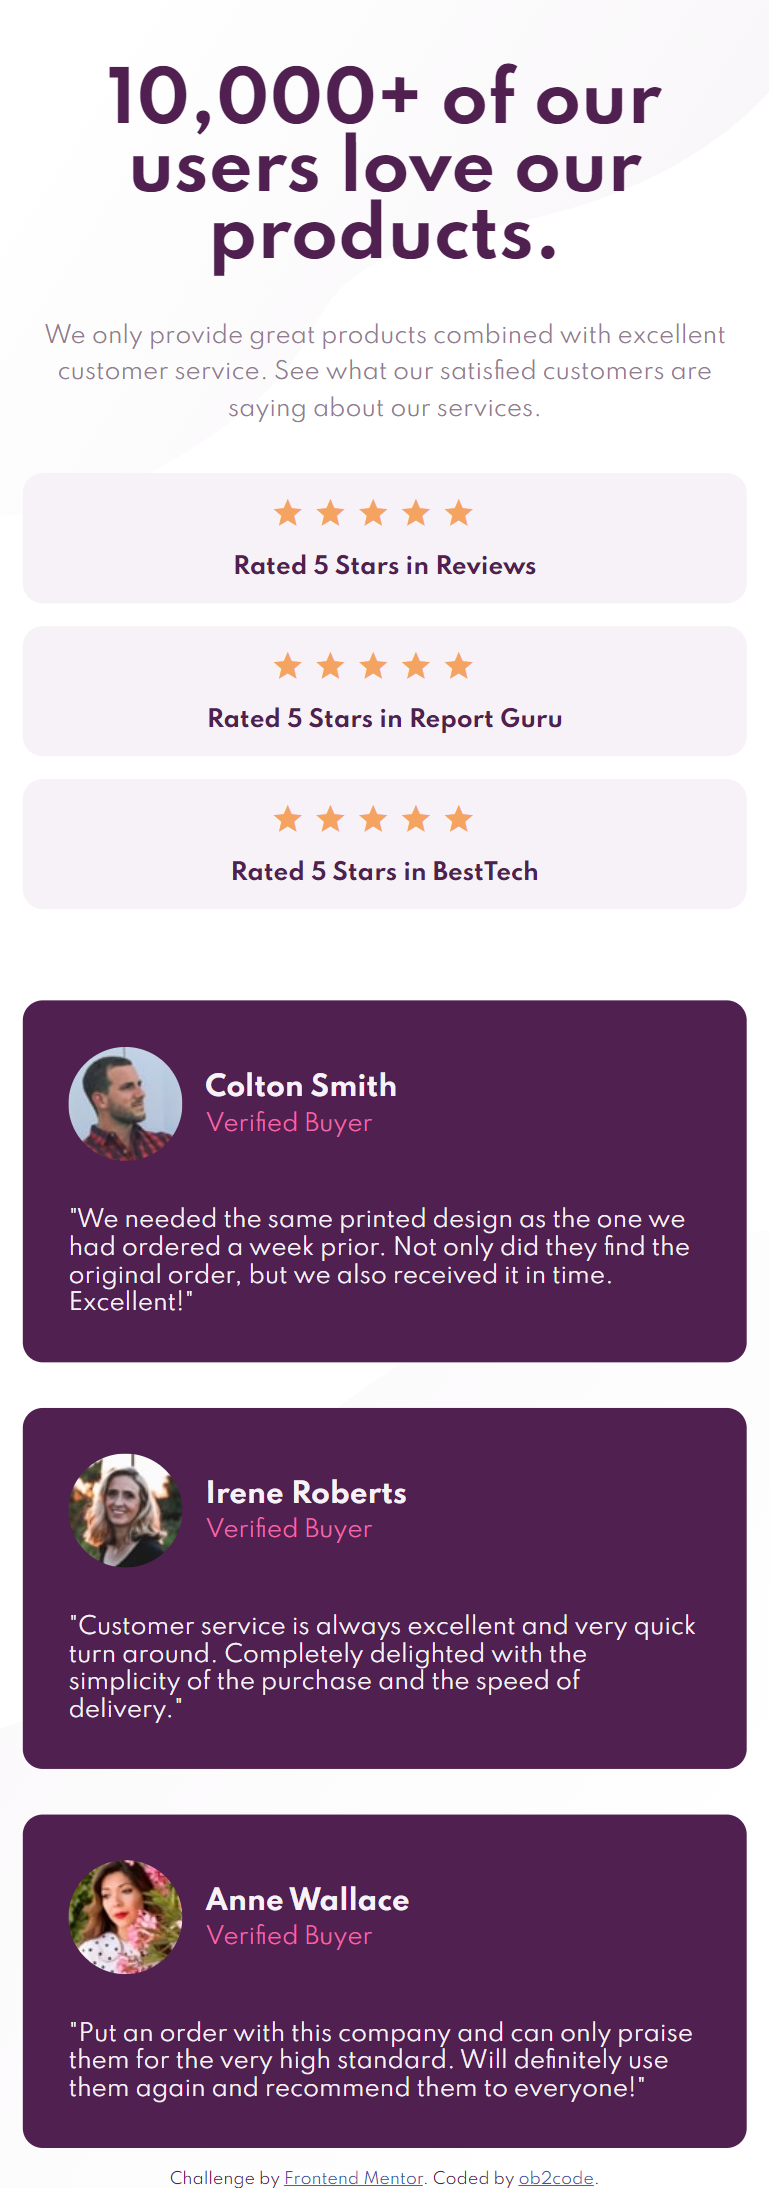 10,000+ of our
users love our
products.
We only provide great products combined with excellent
customer service. See what our satisfied customers are
saying about our services.
Rated 5 Stars in Reviews
Rated 5 Stars in Report Guru
Rated 5 Stars in BestTech
Colton Smith
Verified Buyer
"We needed the same printed design as the one we
had ordered a week prior. Not only did they find the
original order, but we also received it in time.
Excellent!"
Irene Roberts
Verified Buyer
"Customer service is always excellent and very quick
turn around. Completely delighted with the
simplicity of the purchase and the speed of
delivery."
Anne Wallace
Verified Buyer
"Put an order with this company and can only praise
them for the very high standard. Will definitely use
them again and recommend them to everyone!"
Challenge by Frontend Mentor. Coded by ob2code.